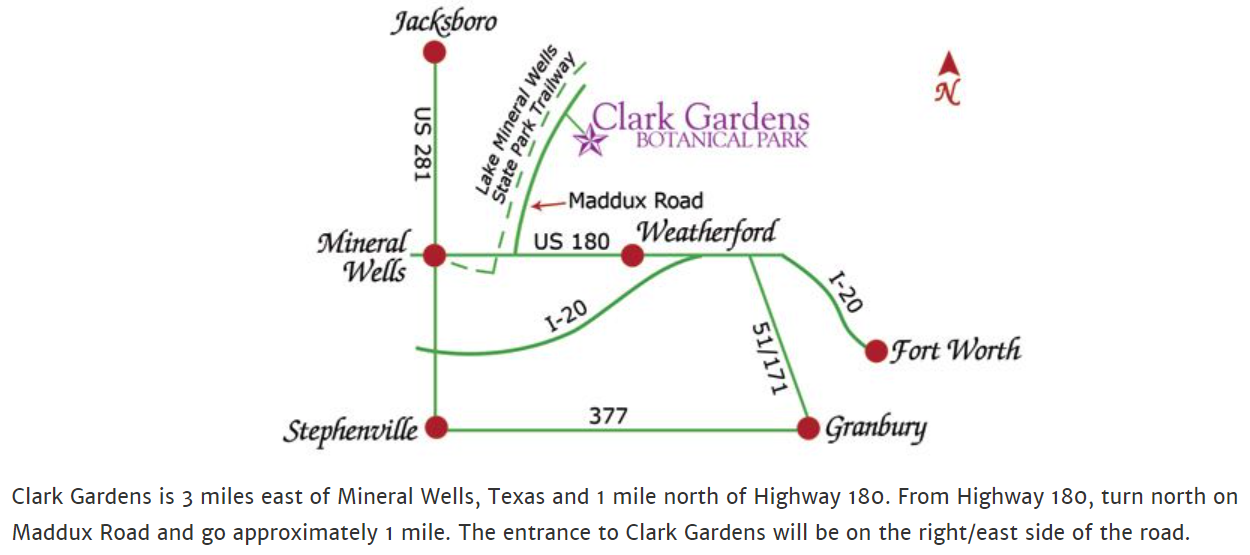 Jacksboro
N
US 281
Lake Mineral Wells
State Park Trailway
Clark Gardens
BOTANICAL PARK
Maddux Road
Mineral
Wells
US 180
Weatherford
I-20
I-20
51/171
Fort Worth
Stephenville
377
Granbury
Clark Gardens is 3 miles east of Mineral Wells, Texas and 1 mile north of Highway 180. From Highway 180, turn north on
Maddux Road and go approximately 1 mile. The entrance to Clark Gardens will be on the right/east side of the road.